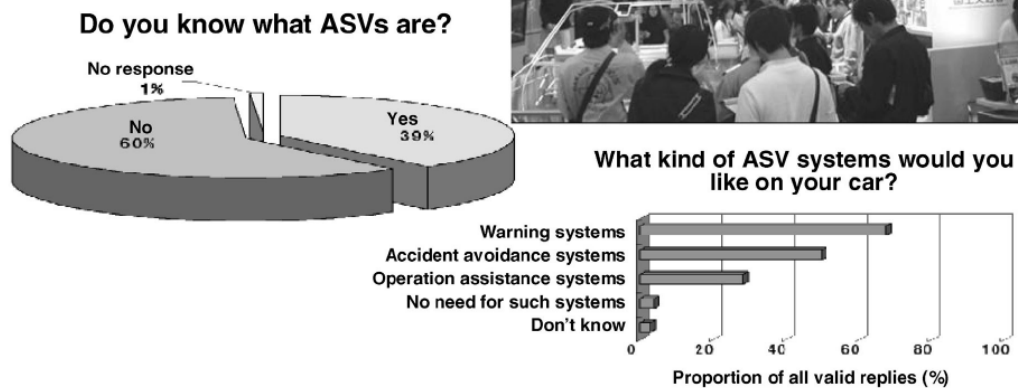 Do you know what ASVs are?
No response
1%
No
60%
Yes
39%
What kind of ASV systems would you
like on your car?
Warning systems
Accident avoidance systems
Operation assistance systems
No need for such systems
Don't know
0 20 40 60 80 100
Proportion of all valid replies (%)